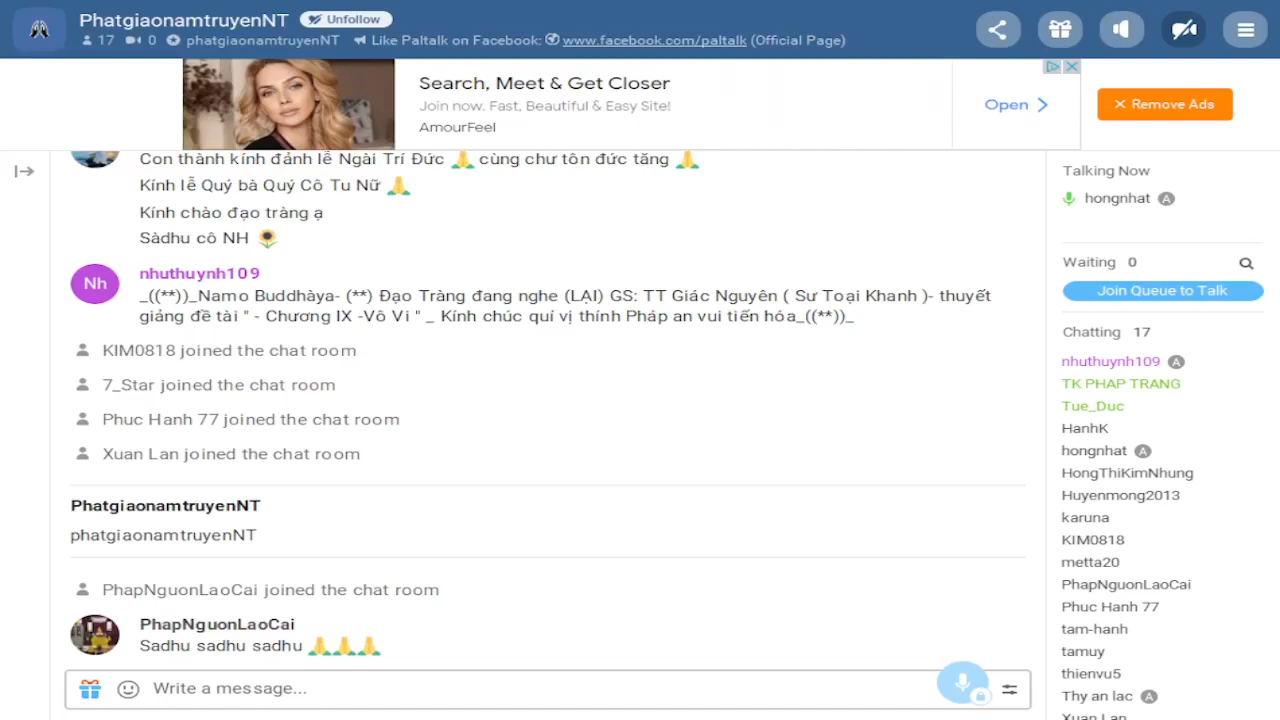 PhatgiaonamtruyenNT Unfollow
17 0 phatgiaonamtruyenNT Like Paltalk on Facebook: www.facebook.com/paltalk (Official Page)
Search, Meet & Get Closer
Join now. Fast, Beautiful & Easy Site!
AmourFeel
Open
Remove Ads
Con thành kính đảnh lễ Ngài Trí Đức 🙏 cùng chư tôn đức tăng 🙏
Kính lễ Quý bà Quý Cô Tu Nữ 🙏
Kính chào đạo tràng ạ
Sàdhu cô NH 🌻
Nh
nhuthuynh109
_((**))_Namo Buddhàya- (**) Đạo Tràng đang nghe (LẠI) GS: TT Giác Nguyên ( Sư Toại Khanh )- thuyết
giảng đề tài " - Chương IX -Vô Vi " _ Kính chúc quí vị thính Pháp an vui tiến hóa_((**))_
KIM0818 joined the chat room
7_Star joined the chat room
Phuc Hanh 77 joined the chat room
Xuan Lan joined the chat room
PhatgiaonamtruyenNT
phatgiaonamtruyenNT
PhapNguonLaoCai joined the chat room
PhapNguonLaoCai
Sadhu sadhu sadhu 🙏🙏🙏
Write a message...
Talking Now
hongnhat A
Waiting 0
Join Queue to Talk
Chatting 17
nhuthuynh109 A
TK PHAP TRANG
Tue_Duc
HanhK
hongnhat A
HongThiKimNhung
Huyenmong2013
karuna
KIM0818
metta20
PhapNguonLaoCai
Phuc Hanh 77
tam-hanh
tamuy
thienvu5
Thy an lac A
Xuan Lan